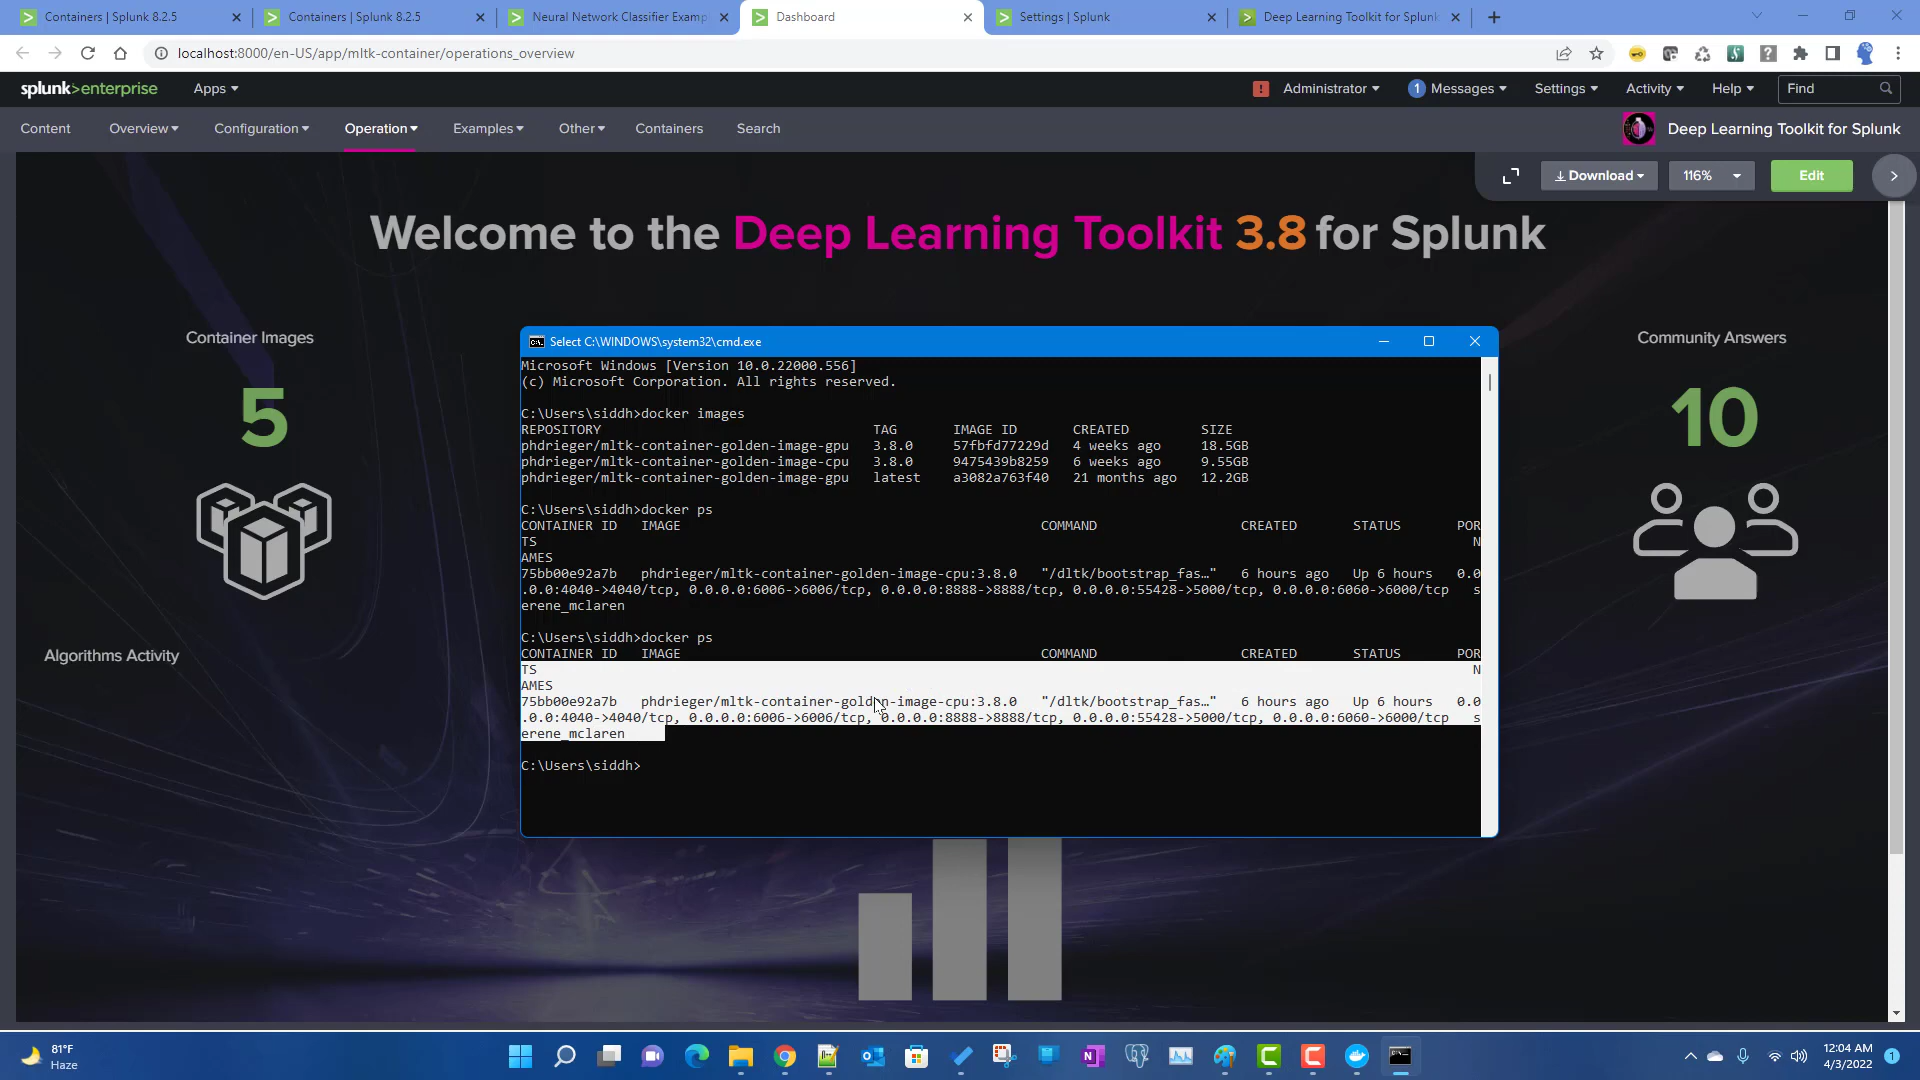 Containers | Splunk 8.2.5
Containers | Splunk 8.2.5
Neural Network Classifier Examp
Dashboard
Settings | Splunk
Deep Learning Toolkit for Splunk
localhost:8000/en-US/app/mltk-container/operations_overview
splunk>enterprise Apps
! Administrator 1 Messages Settings Activity Help Find
Content Overview Configuration Operation Examples Other Containers Search
Deep Learning Toolkit for Splunk
Download 116% Edit
Welcome to the Deep Learning Toolkit 3.8 for Splunk
Container Images
5
Community Answers
10
Algorithms Activity
Select C:\WINDOWS\system32\cmd.exe
Microsoft Windows [Version 10.0.22000.556]
(c) Microsoft Corporation. All rights reserved.
C:\Users\siddh>docker images
REPOSITORY TAG IMAGE ID CREATED SIZE
phdrieger/mltk-container-golden-image-gpu 3.8.0 57fbfd77229d 4 weeks ago 18.5GB
phdrieger/mltk-container-golden-image-cpu 3.8.0 9475439b8259 6 weeks ago 9.55GB
phdrieger/mltk-container-golden-image-gpu latest a3082a763f40 21 months ago 12.2GB
C:\Users\siddh>docker ps
CONTAINER ID IMAGE COMMAND CREATED STATUS POR
TS N
AMES
75bb00e92a7b phdrieger/mltk-container-golden-image-cpu:3.8.0 "/dltk/bootstrap_fas…" 6 hours ago Up 6 hours 0.0
.0.0:4040->4040/tcp, 0.0.0.0:6006->6006/tcp, 0.0.0.0:8888->8888/tcp, 0.0.0.0:55428->5000/tcp, 0.0.0.0:6060->6000/tcp s
erene_mclaren
C:\Users\siddh>docker ps
CONTAINER ID IMAGE COMMAND CREATED STATUS POR
TS N
AMES
75bb00e92a7b phdrieger/mltk-container-golden-image-cpu:3.8.0 "/dltk/bootstrap_fas…" 6 hours ago Up 6 hours 0.0
.0.0:4040->4040/tcp, 0.0.0.0:6006->6006/tcp, 0.0.0.0:8888->8888/tcp, 0.0.0.0:55428->5000/tcp, 0.0.0.0:6060->6000/tcp s
erene_mclaren
C:\Users\siddh>
81°F
Haze
12:04 AM
4/3/2022
1